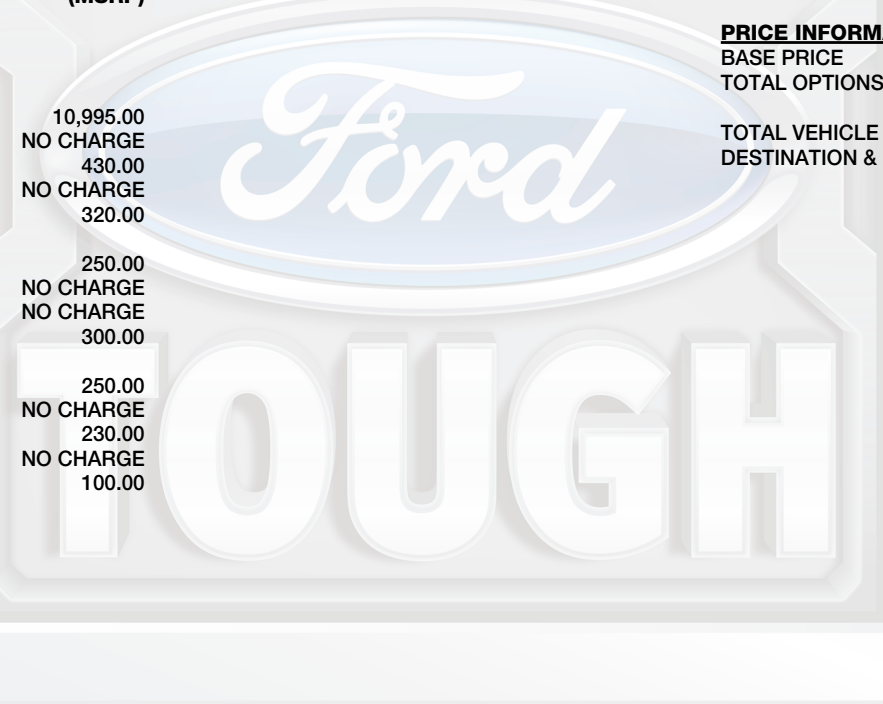 (MSRP)
10,995.00
NO CHARGE
430.00
NO CHARGE
320.00
250.00
NO CHARGE
NO CHARGE
300.00
250.00
NO CHARGE
230.00
NO CHARGE
100.00
PRICE INFORMA
BASE PRICE
TOTAL OPTIONS
TOTAL VEHICLE
DESTINATION &
Ford
TOUGH